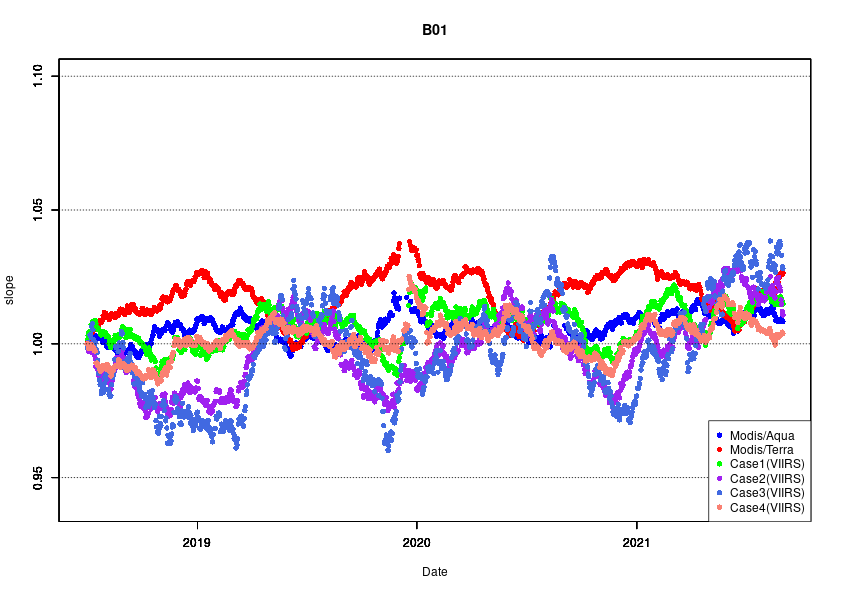 B01
1.10
1.05
1.00
0.95
slope
2019
2020
2021
Date
Modis/Aqua
Modis/Terra
Case1(VIIRS)
Case2(VIIRS)
Case3(VIIRS)
Case4(VIIRS)